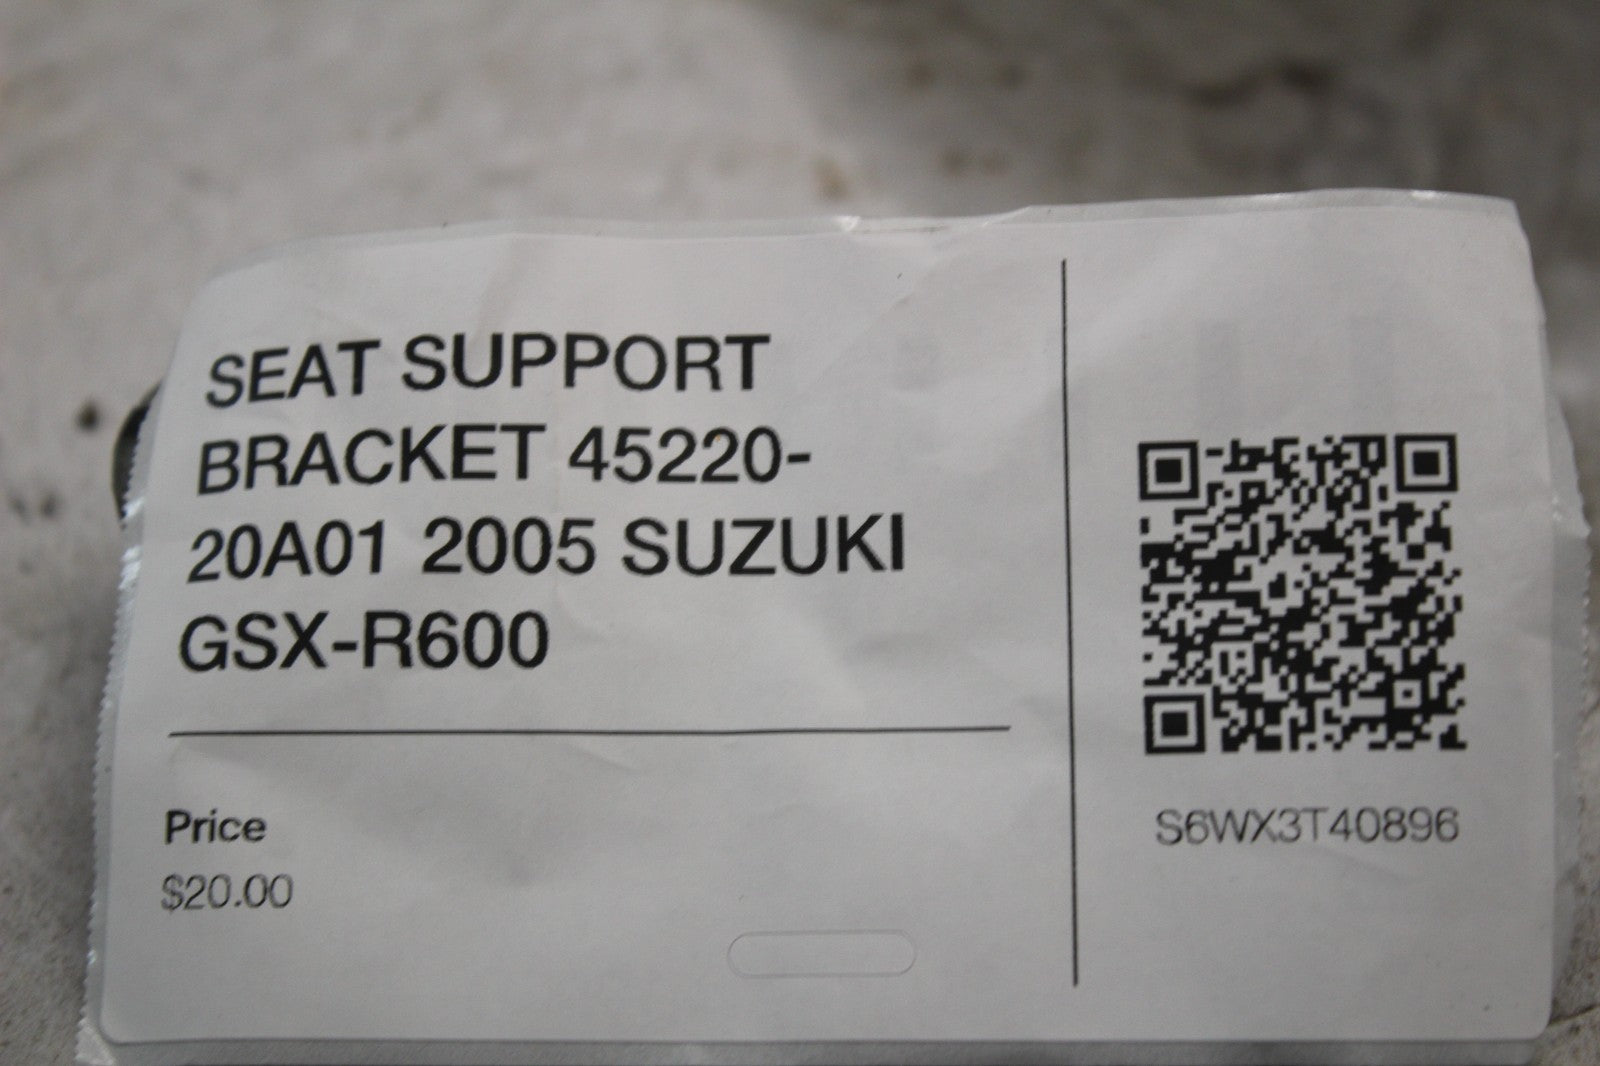 SEAT SUPPORT
BRACKET 45220-
20A01 2005 SUZUKI
GSX-R600
Price
$20.00
S6WX3T40896